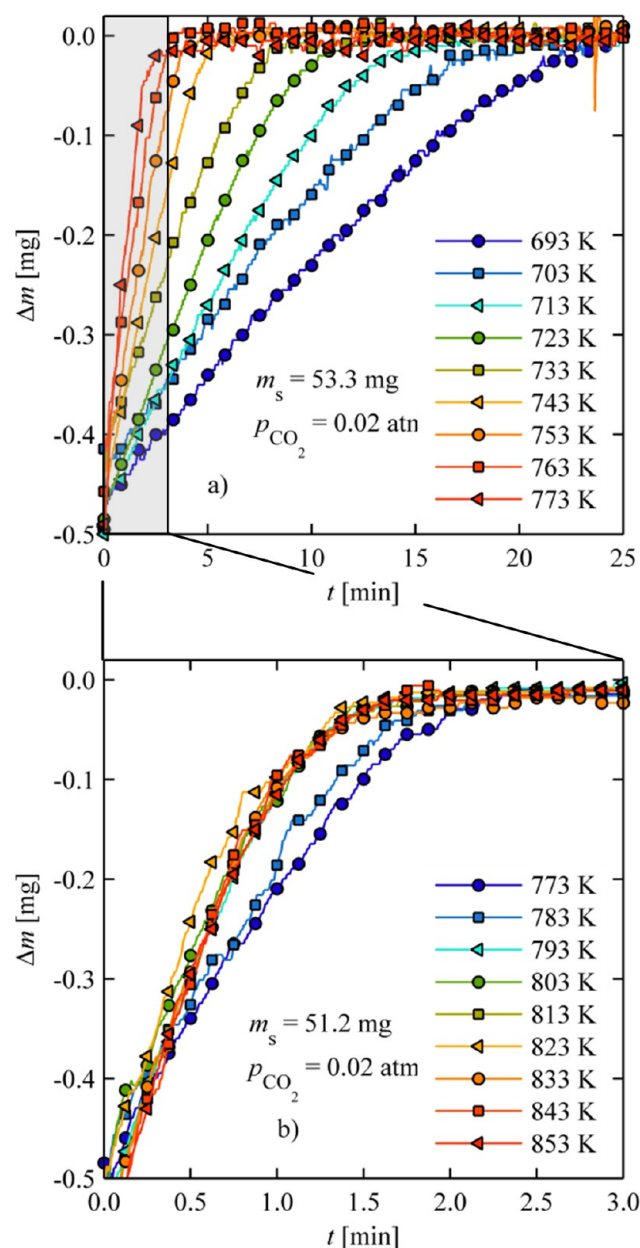 0.0
-0.1
-0.2
-0.3
-0.4
-0.5
Δm [mg]
693 K
703 K
713 K
723 K
733 K
743 K
753 K
763 K
773 K
mₛ = 53.3 mg
p_CO₂ = 0.02 atm
a)
0 5 10 15 20 25
t [min]
0.0
-0.1
-0.2
-0.3
-0.4
-0.5
Δm [mg]
773 K
783 K
793 K
803 K
813 K
823 K
833 K
843 K
853 K
mₛ = 51.2 mg
p_CO₂ = 0.02 atm
b)
0.0 0.5 1.0 1.5 2.0 2.5 3.0
t [min]